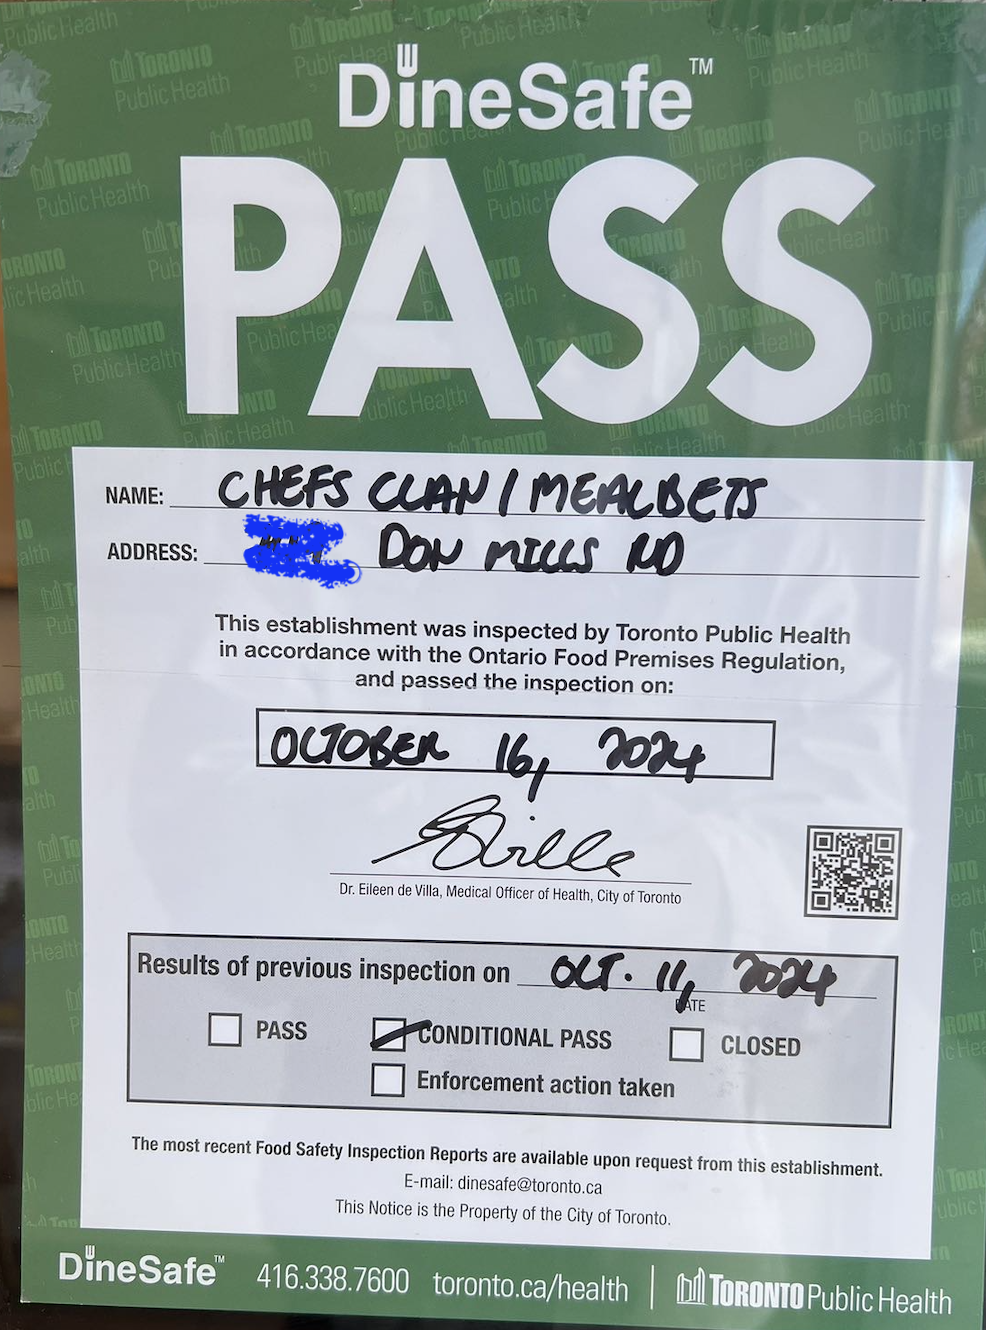 DineSafe™
PASS
NAME: CHEFS CLAN / MEALBETS
ADDRESS: DON MILLS RD
This establishment was inspected by Toronto Public Health
in accordance with the Ontario Food Premises Regulation,
and passed the inspection on:
OCTOBER 16, 2024
Dr. Eileen de Villa, Medical Officer of Health, City of Toronto
Results of previous inspection on OCT. 11, 2024
DATE
PASS CONDITIONAL PASS CLOSED
Enforcement action taken
The most recent Food Safety Inspection Reports are available upon request from this establishment.
E-mail: dinesafe@toronto.ca
This Notice is the Property of the City of Toronto.
DineSafe™ 416.338.7600 toronto.ca/health | TORONTO Public Health